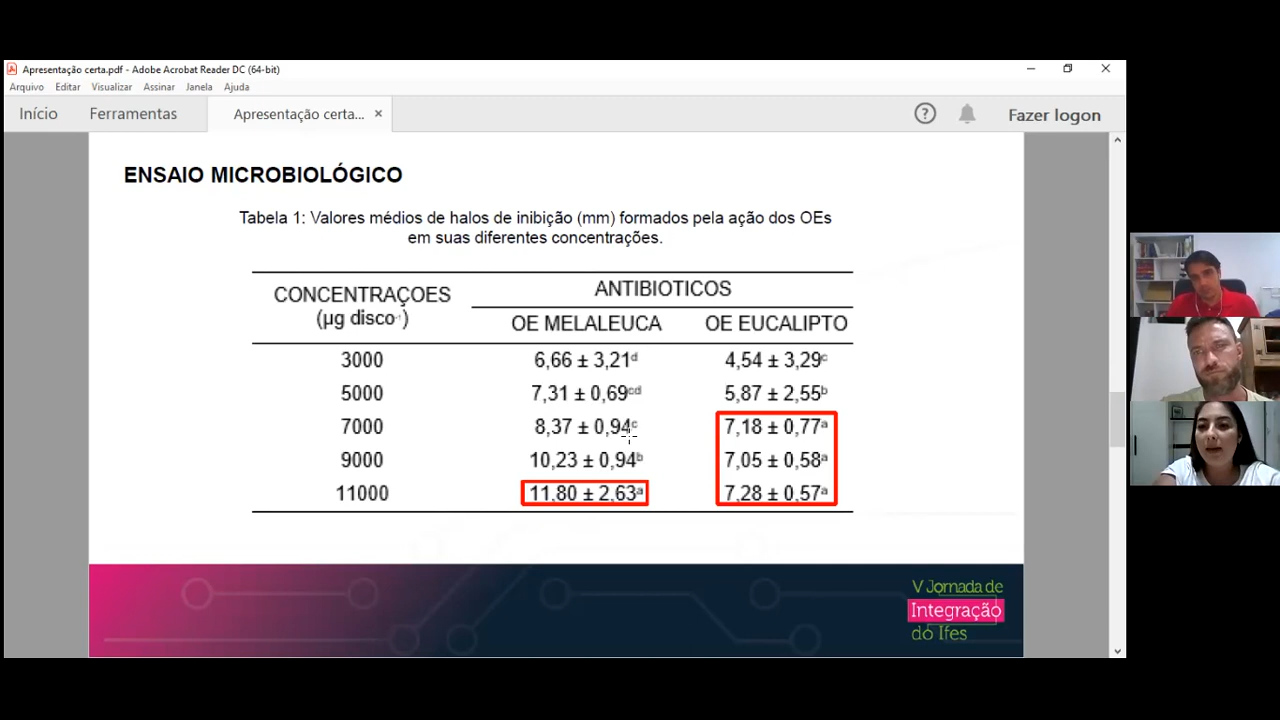 Apresentação certa.pdf - Adobe Acrobat Reader DC (64-bit)
Arquivo Editar Visualizar Assinar Janela Ajuda
Início Ferramentas Apresentação certa... × Fazer logon
ENSAIO MICROBIOLÓGICO
Tabela 1: Valores médios de halos de inibição (mm) formados pela ação dos OEs
em suas diferentes concentrações.
CONCENTRAÇOES ANTIBIOTICOS
(µg disco⁻¹) OE MELALEUCA OE EUCALIPTO
3000 6,66 ± 3,21ᵈ 4,54 ± 3,29ᶜ
5000 7,31 ± 0,69ᶜᵈ 5,87 ± 2,55ᵇ
7000 8,37 ± 0,94ᶜ 7,18 ± 0,77ᵃ
9000 10,23 ± 0,94ᵇ 7,05 ± 0,58ᵃ
11000 11,80 ± 2,63ᵃ 7,28 ± 0,57ᵃ
V Jornada de
Integração
do Ifes